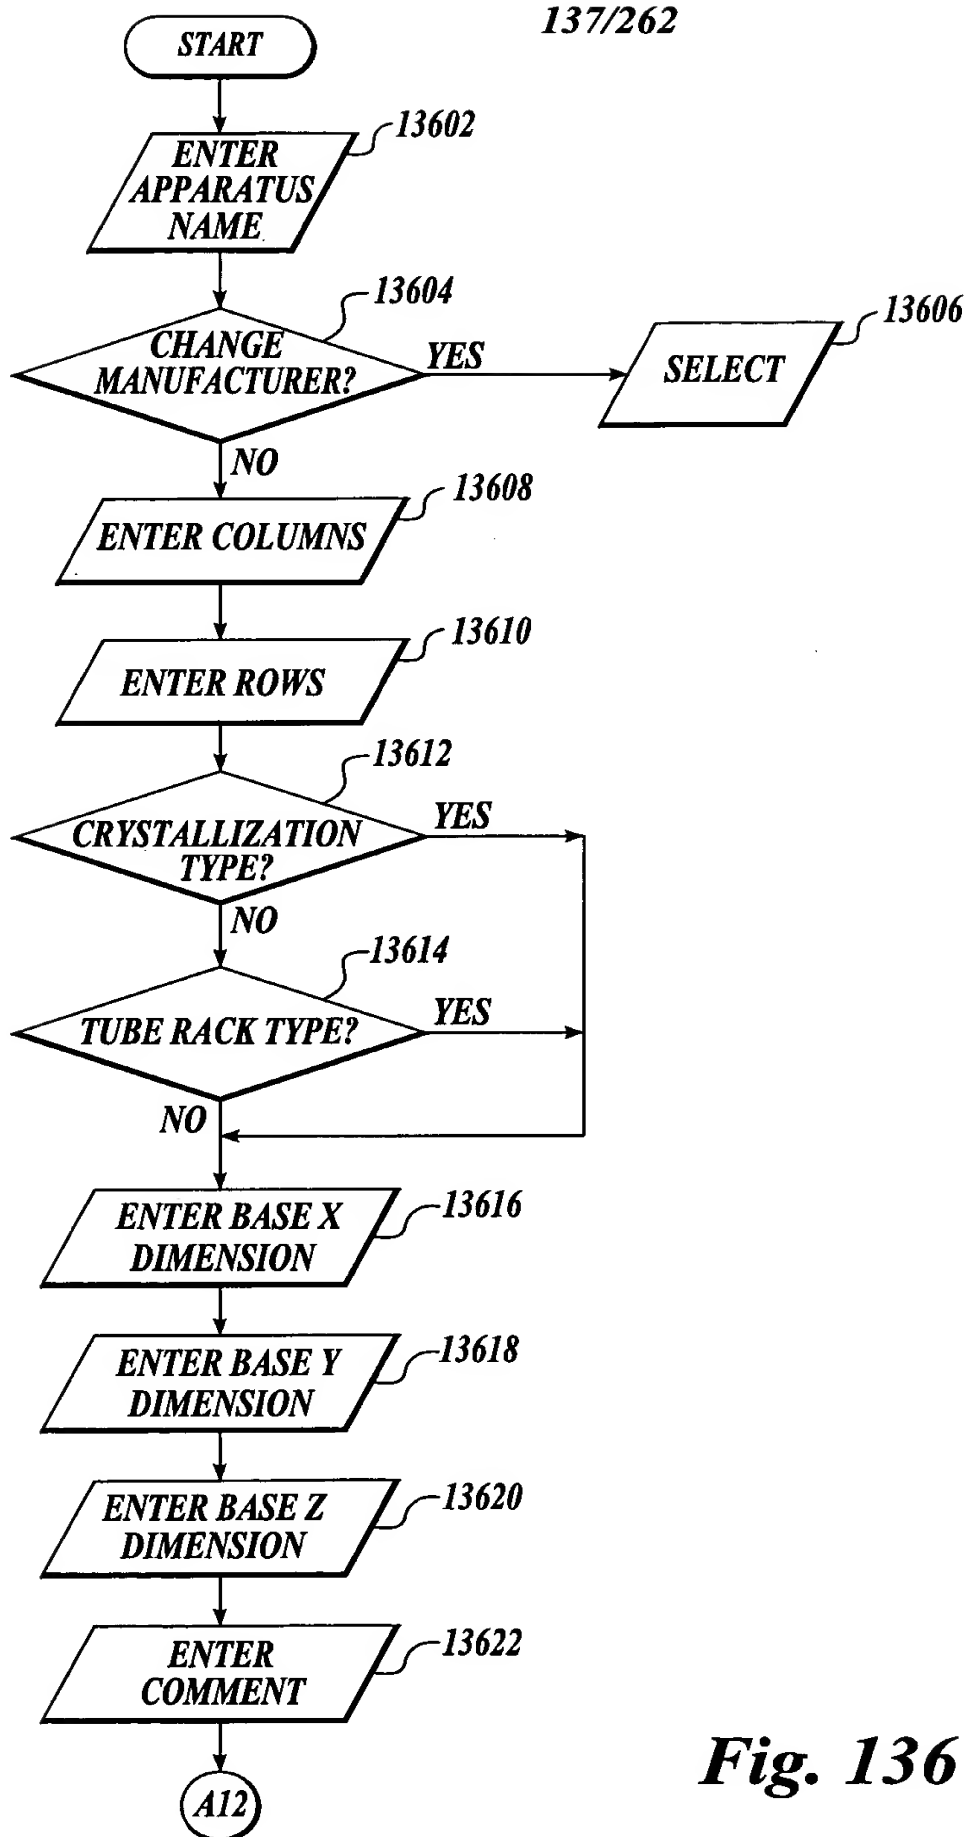 137/262
START
13602
ENTER
APPARATUS
NAME
13604
CHANGE
MANUFACTURER?
YES
13606
SELECT
NO
13608
ENTER COLUMNS
13610
ENTER ROWS
13612
CRYSTALLIZATION
TYPE?
YES
NO
13614
TUBE RACK TYPE?
YES
NO
13616
ENTER BASE X
DIMENSION
13618
ENTER BASE Y
DIMENSION
13620
ENTER BASE Z
DIMENSION
13622
ENTER
COMMENT
A12
Fig. 136